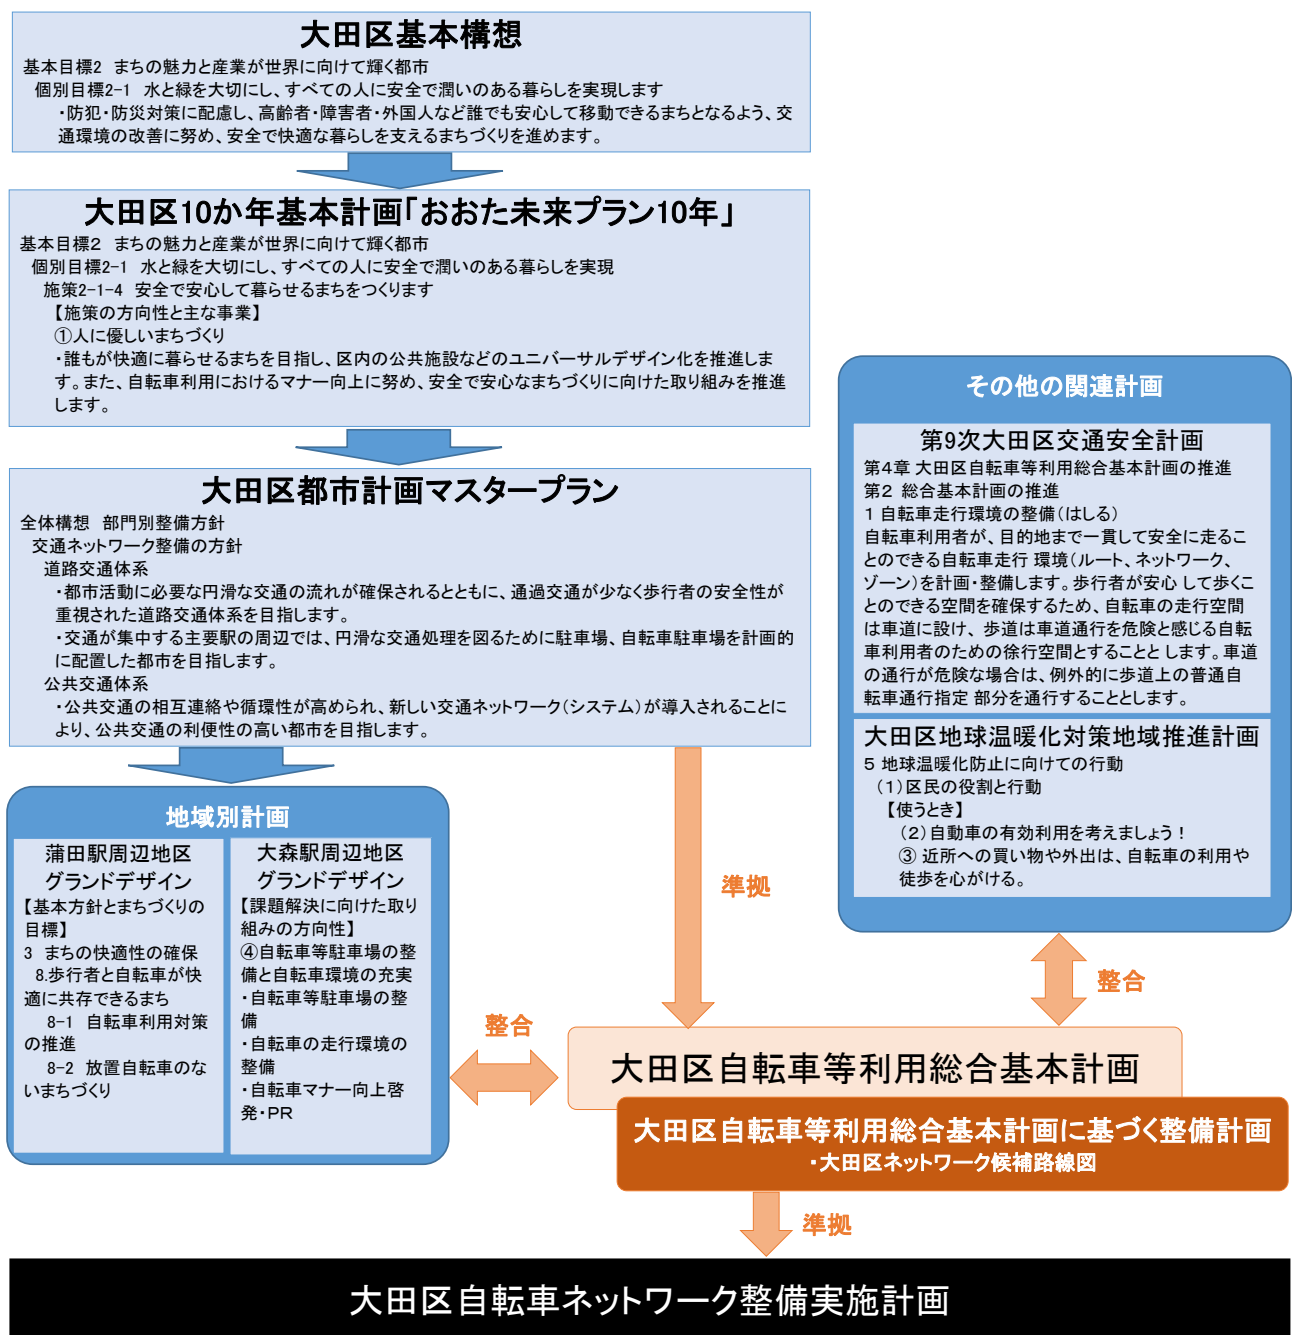 大田区基本構想
基本目標2 まちの魅力と産業が世界に向けて輝く都市
個別目標2-1 水と緑を大切にし、すべての人に安全で潤いのある暮らしを実現します
・防犯・防災対策に配慮し、高齢者・障害者・外国人など誰でも安心して移動できるまちとなるよう、交
通環境の改善に努め、安全で快適な暮らしを支えるまちづくりを進めます。
大田区10か年基本計画「おおた未来プラン10年」
基本目標２ まちの魅力と産業が世界に向けて輝く都市
個別目標2-1 水と緑を大切にし、すべての人に安全で潤いのある暮らしを実現
施策2-1-4 安全で安心して暮らせるまちをつくります
【施策の方向性と主な事業】
①人に優しいまちづくり
・誰もが快適に暮らせるまちを目指し、区内の公共施設などのユニバーサルデザイン化を推進しま
す。また、自転車利用におけるマナー向上に努め、安全で安心なまちづくりに向けた取り組みを推進
します。
大田区都市計画マスタープラン
全体構想 部門別整備方針
交通ネットワーク整備の方針
道路交通体系
・都市活動に必要な円滑な交通の流れが確保されるとともに、通過交通が少なく歩行者の安全性が
重視された道路交通体系を目指します。
・交通が集中する主要駅の周辺では、円滑な交通処理を図るために駐車場、自転車駐車場を計画的
に配置した都市を目指します。
公共交通体系
・公共交通の相互連絡や循環性が高められ、新しい交通ネットワーク（システム）が導入されることに
より、公共交通の利便性の高い都市を目指します。
その他の関連計画
第9次大田区交通安全計画
第４章 大田区自転車等利用総合基本計画の推進
第２ 総合基本計画の推進
１ 自転車走行環境の整備（はしる）
自転車利用者が、目的地まで一貫して安全に走るこ
とのできる自転車走行 環境（ルート、ネットワーク、
ゾーン）を計画・整備します。歩行者が安心 して歩くこ
とのできる空間を確保するため、自転車の走行空間
は車道に設け、 歩道は車道通行を危険と感じる自転
車利用者のための徐行空間とすることと します。車道
の通行が危険な場合は、例外的に歩道上の普通自
転車通行指定 部分を通行することとします。
大田区地球温暖化対策地域推進計画
５ 地球温暖化防止に向けての行動
（１）区民の役割と行動
【使うとき】
（２）自動車の有効利用を考えましょう！
③ 近所への買い物や外出は、自転車の利用や
徒歩を心がける。
地域別計画
蒲田駅周辺地区
グランドデザイン
【基本方針とまちづくりの
目標】
3 まちの快適性の確保
8.歩行者と自転車が快
適に共存できるまち
8-1 自転車利用対策
の推進
8-2 放置自転車のな
いまちづくり
大森駅周辺地区
グランドデザイン
【課題解決に向けた取り
組みの方向性】
④自転車等駐車場の整
備と自転車環境の充実
・自転車等駐車場の整
備
・自転車の走行環境の
整備
・自転車マナー向上啓
発・PR
準拠
整合
整合
大田区自転車等利用総合基本計画
大田区自転車等利用総合基本計画に基づく整備計画
・大田区ネットワーク候補路線図
準拠
大田区自転車ネットワーク整備実施計画